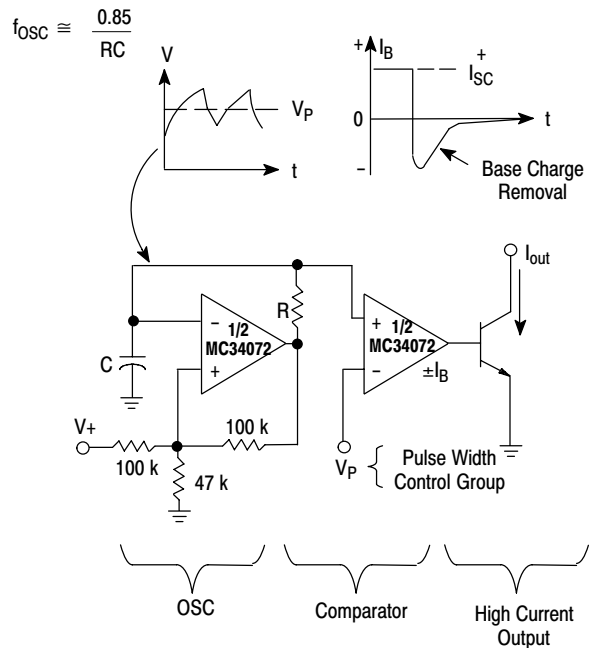 fOSC ≅ 0.85
RC
V
VP
t
+ IB
+
ISC
0
t
−
Base Charge
Removal
Iout
R
−
1/2
MC34072
+
C
+
1/2
MC34072
−
±IB
V+
100 k
100 k
47 k
VP
Pulse Width
Control Group
OSC
Comparator
High Current
Output